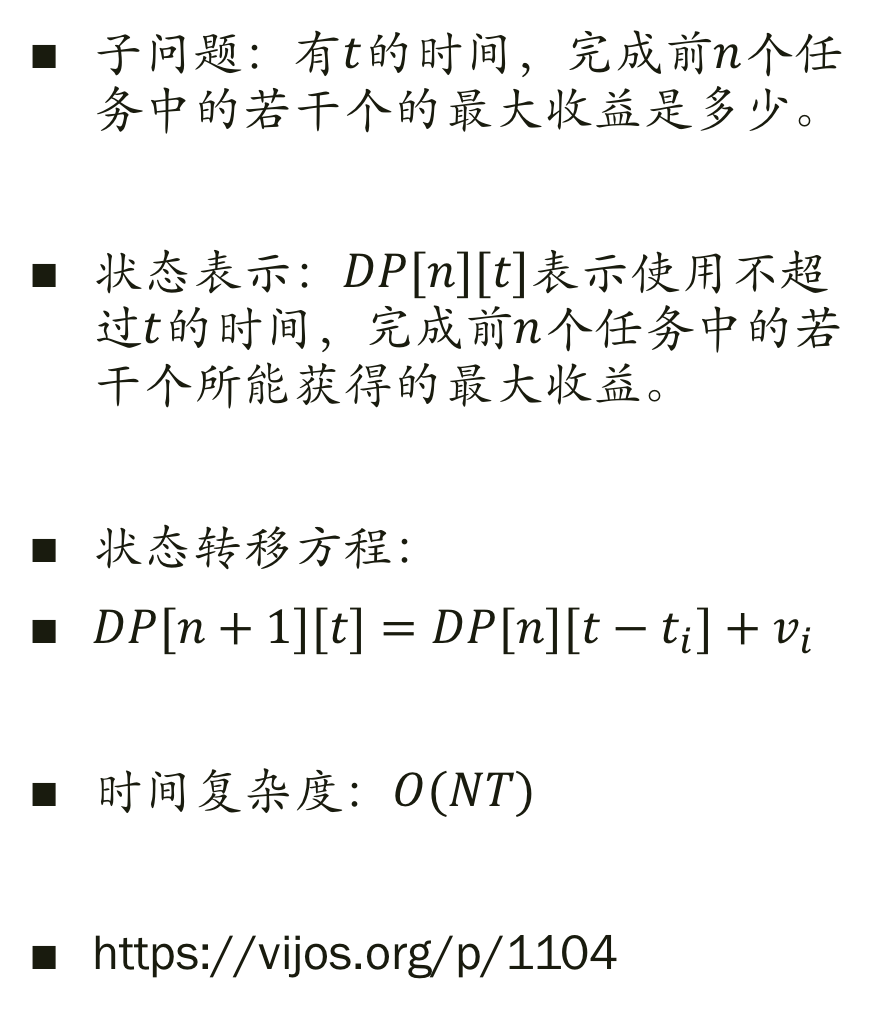 ▪ 子问题：有t的时间，完成前n个任
务中的若干个的最大收益是多少。
▪ 状态表示：DP[n][t]表示使用不超
过t的时间，完成前n个任务中的若
干个所能获得的最大收益。
▪ 状态转移方程：
▪ DP[n + 1][t] = DP[n][t − tᵢ] + vᵢ
▪ 时间复杂度：O(NT)
▪ https://vijos.org/p/1104